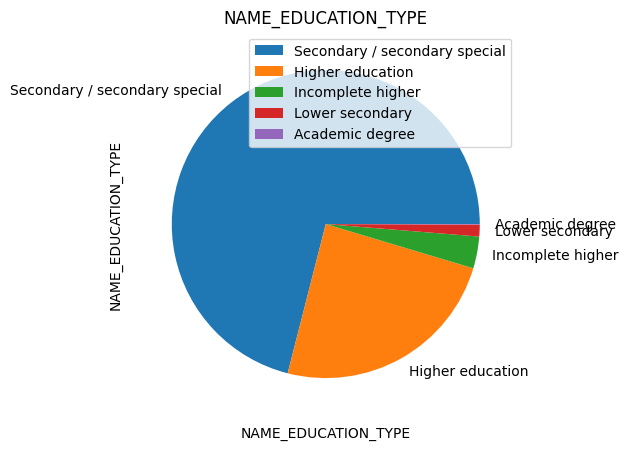 NAME_EDUCATION_TYPE
Secondary / secondary special
Higher education
Incomplete higher
Lower secondary
Academic degree
Secondary / secondary special
NAME_EDUCATION_TYPE
Academic degree
Lower secondary
Incomplete higher
Higher education
NAME_EDUCATION_TYPE